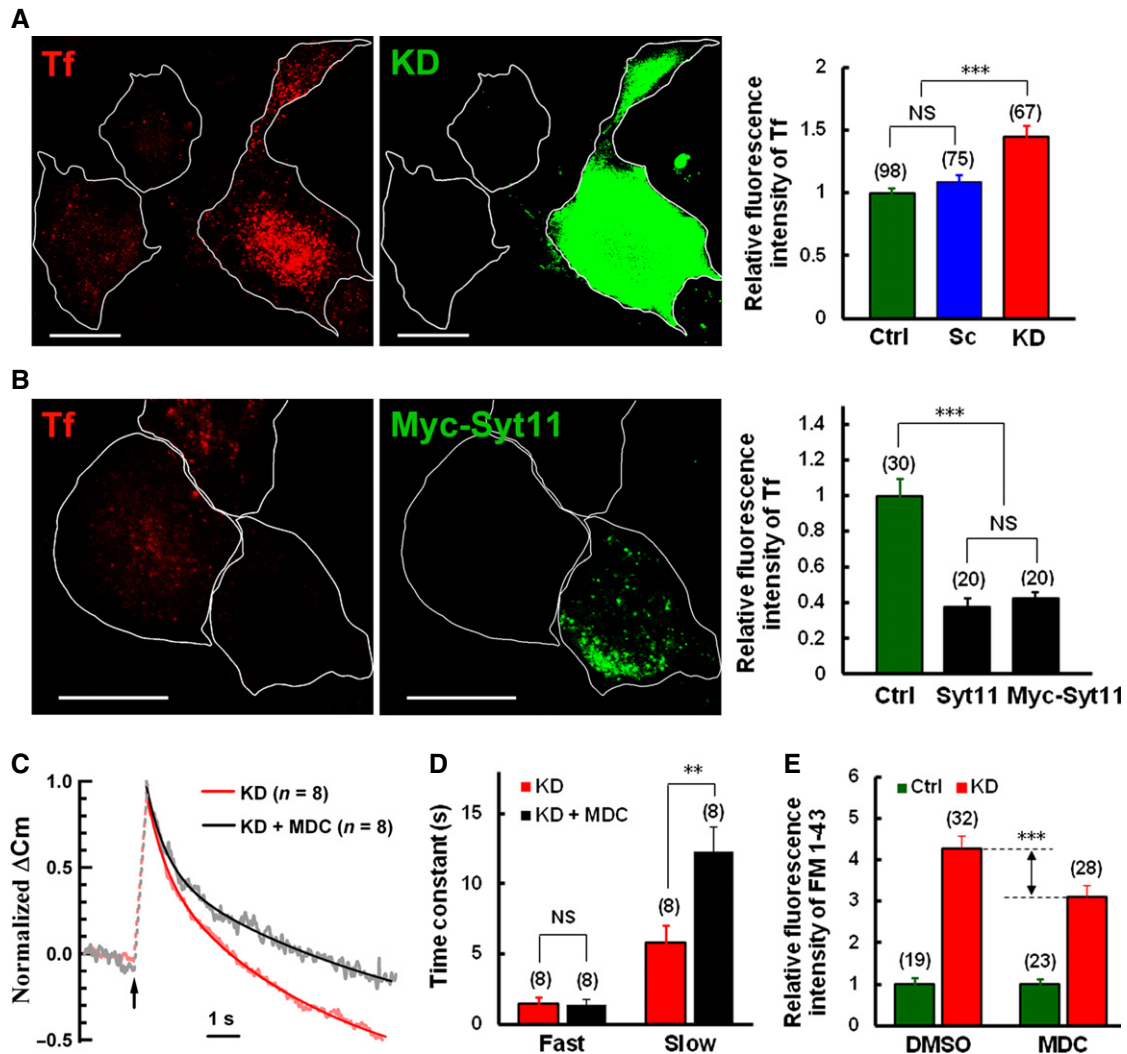 A
Tf
KD
Relative fluorescence
intensity of Tf
2
1.5
1
0.5
0
***
NS
(98)
(75)
(67)
Ctrl
Sc
KD
B
Tf
Myc-Syt11
Relative fluorescence
intensity of Tf
1.4
1.2
1
0.8
0.6
0.4
0.2
0
***
NS
(30)
(20)
(20)
Ctrl
Syt11
Myc-Syt11
C
Normalized ΔCm
1.0
0.5
0.0
−0.5
KD (n = 8)
KD + MDC (n = 8)
1 s
D
Time constant (s)
15
10
5
0
KD
KD + MDC
**
NS
(8)
(8)
(8)
(8)
Fast
Slow
E
Relative fluorescence
intensity of FM 1-43
6
5
4
3
2
1
0
Ctrl
KD
(32)
***
(28)
(19)
(23)
DMSO
MDC